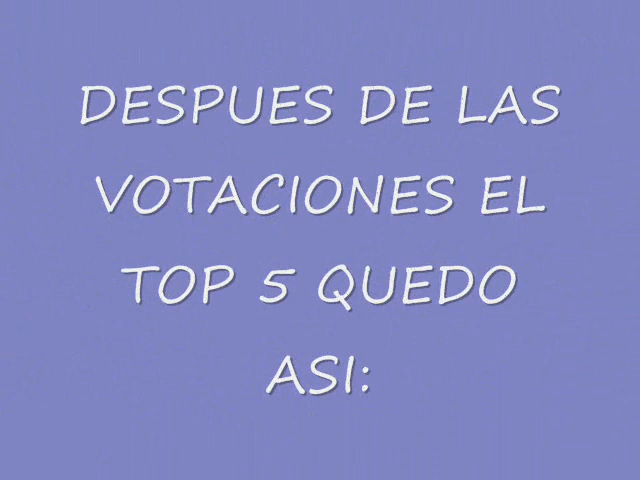 DESPUES DE LAS
VOTACIONES EL
TOP 5 QUEDO
ASI: